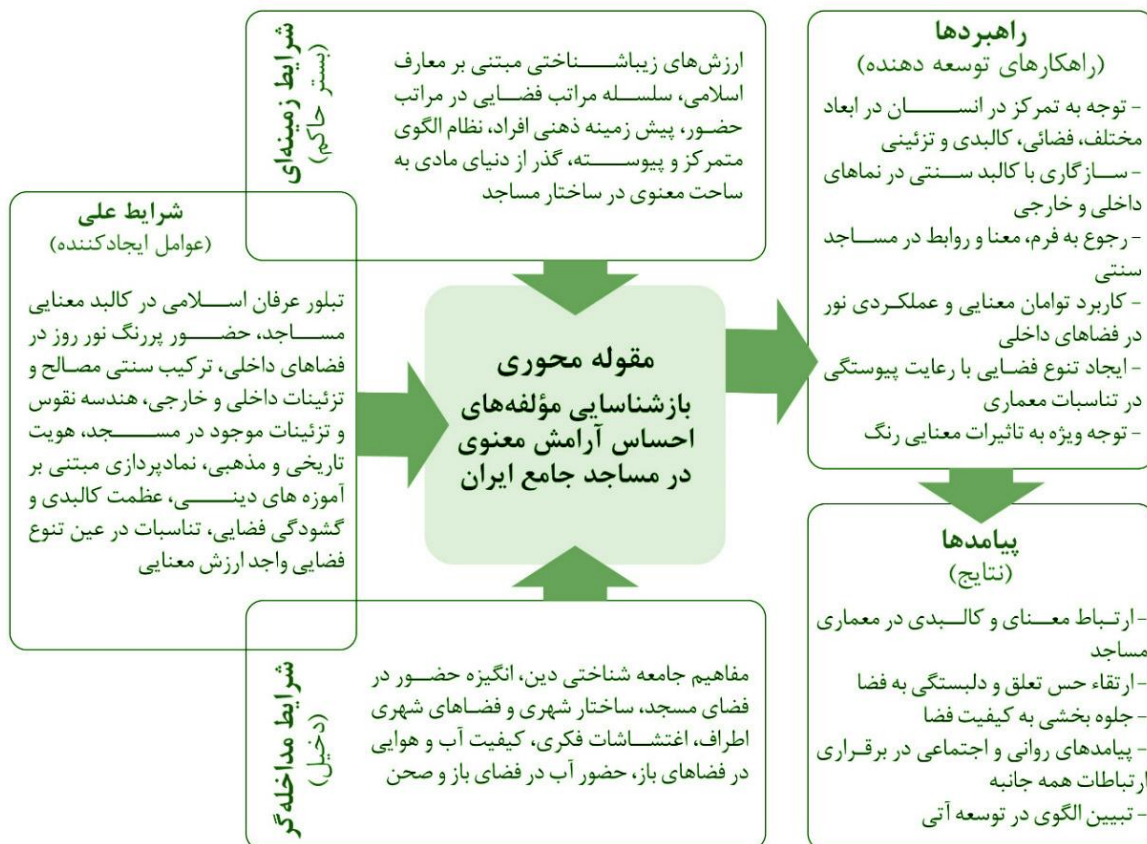 شرایط علی
(عوامل ایجادکننده)
تبلور عرفان اسلامی در کالبد معنایی
مساجد، حضور پررنگ نور روز در
فضاهای داخلی، ترکیب سنتی مصالح و
تزئینات داخلی و خارجی، هندسه نقوس
و تزئینات موجود در مسجد، هویت
تاریخی و مذهبی، نمادپردازی مبتنی بر
آموزه های دینی، عظمت کالبدی و
گشودگی فضایی، تناسبات در عین تنوع
فضایی واجد ارزش معنایی
شرایط زمینه‌ای
(بستر حاکم)
ارزش‌های زیباشناختی مبتنی بر معارف
اسلامی، سلسله مراتب فضایی در مراتب
حضور، پیش زمینه ذهنی افراد، نظام الگوی
متمرکز و پیوسته، گذر از دنیای مادی به
ساحت معنوی در ساختار مساجد
مقوله محوری
بازشناسایی مؤلفه‌های
احساس آرامش معنوی
در مساجد جامع ایران
شرایط مداخله‌گر
(دخیل)
مفاهیم جامعه شناختی دین، انگیزه حضور در
فضای مسجد، ساختار شهری و فضاهای شهری
اطراف، اغتشاشات فکری، کیفیت آب و هوایی
در فضاهای باز، حضور آب در فضای باز و صحن
راهبردها
(راهکارهای توسعه دهنده)
- توجه به تمرکز در انسان در ابعاد
مختلف، فضائی، کالبدی و تزئینی
- سازگاری با کالبد سنتی در نماهای
داخلی و خارجی
- رجوع به فرم، معنا و روابط در مساجد
سنتی
- کاربرد توامان معنایی و عملکردی نور
در فضاهای داخلی
- ایجاد تنوع فضایی با رعایت پیوستگی
در تناسبات معماری
- توجه ویژه به تاثیرات معنایی رنگ
پیامدها
(نتایج)
- ارتباط معنای و کالبدی در معماری
مساجد
- ارتقاء حس تعلق و دلبستگی به فضا
- جلوه بخشی به کیفیت فضا
- پیامدهای روانی و اجتماعی در برقراری
ارتباطات همه جانبه
- تبیین الگوی در توسعه آتی